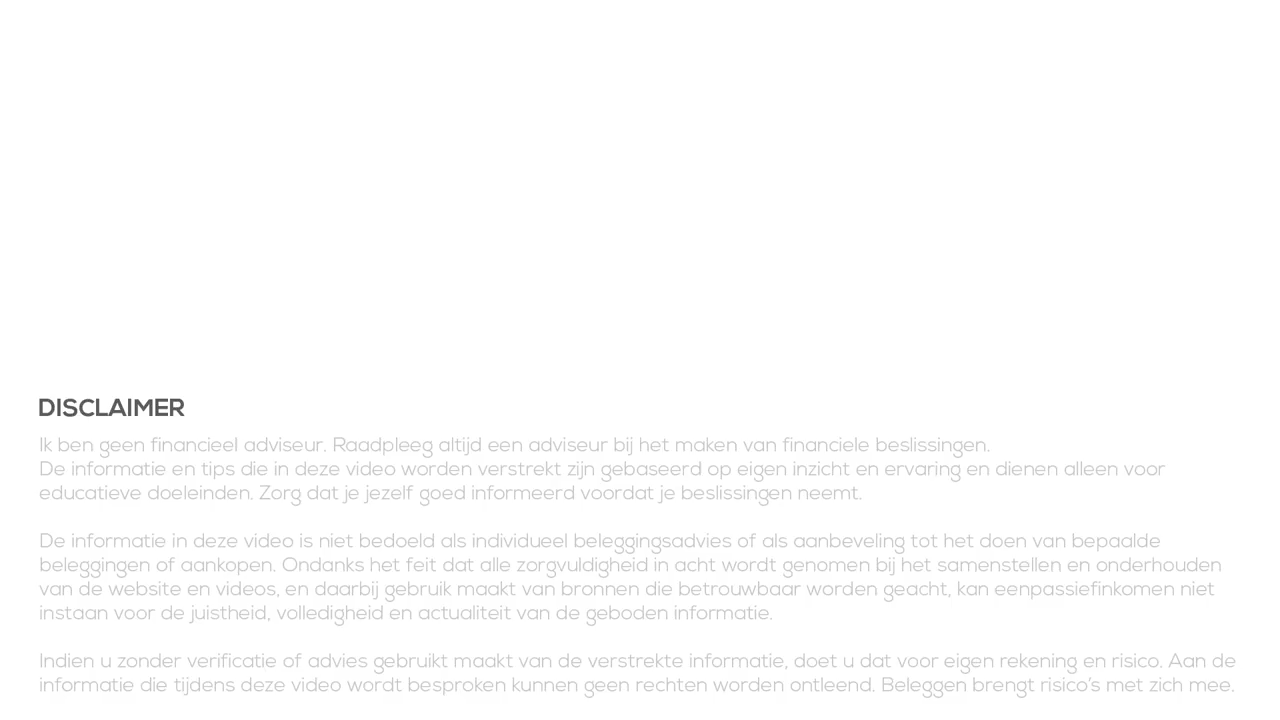 DISCLAIMER
Ik ben geen financieel adviseur. Raadpleeg altijd een adviseur bij het maken van financiele beslissingen.
De informatie en tips die in deze video worden verstrekt zijn gebaseerd op eigen inzicht en ervaring en dienen alleen voor
educatieve doeleinden. Zorg dat je jezelf goed informeerd voordat je beslissingen neemt.
De informatie in deze video is niet bedoeld als individueel beleggingsadvies of als aanbeveling tot het doen van bepaalde
beleggingen of aankopen. Ondanks het feit dat alle zorgvuldigheid in acht wordt genomen bij het samenstellen en onderhouden
van de website en videos, en daarbij gebruik maakt van bronnen die betrouwbaar worden geacht, kan eenpassiefinkomen niet
instaan voor de juistheid, volledigheid en actualiteit van de geboden informatie.
Indien u zonder verificatie of advies gebruikt maakt van de verstrekte informatie, doet u dat voor eigen rekening en risico. Aan de
informatie die tijdens deze video wordt besproken kunnen geen rechten worden ontleend. Beleggen brengt risico's met zich mee.